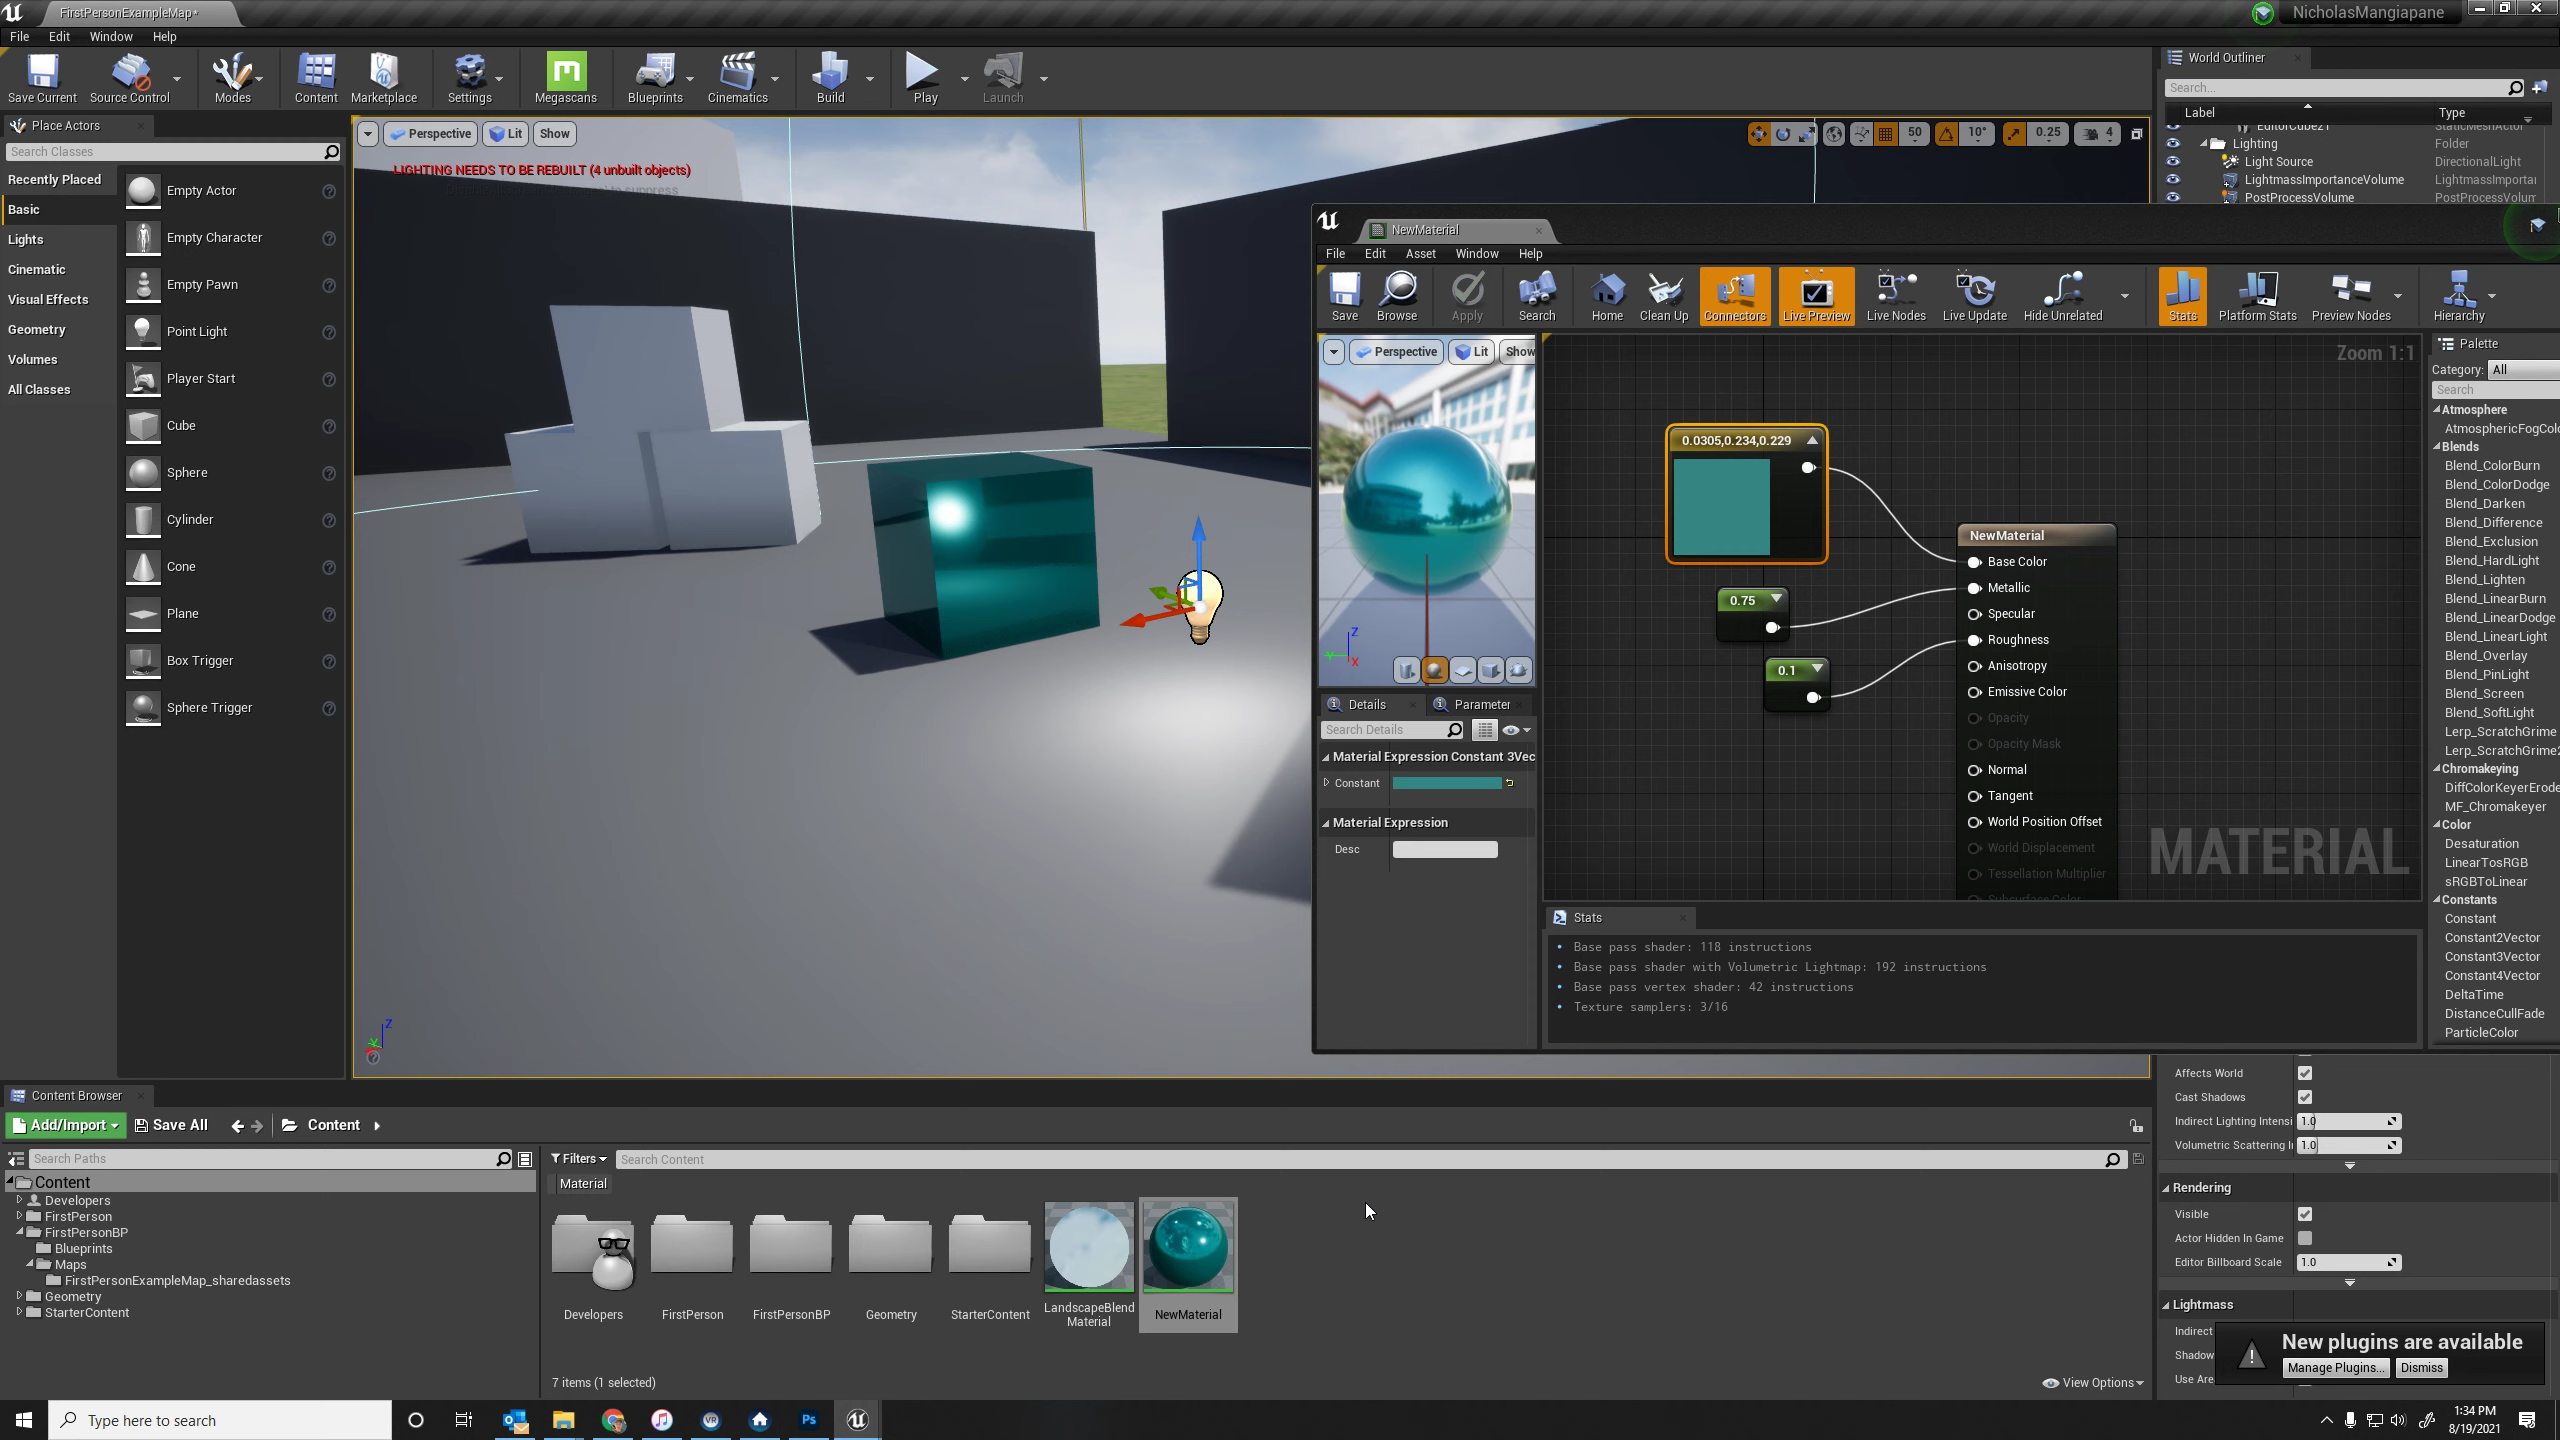 FirstPersonExampleMap*
NicholasMangiapane
File Edit Window Help
Save Current Source Control Modes Content Marketplace Settings Megascans Blueprints Cinematics Build Play Launch
World Outliner
Search...
Label Type
EditorCube21 StaticMeshActor
Lighting Folder
Light Source DirectionalLight
LightmassImportanceVolume LightmassImporta
PostProcessVolume PostProcessVolum
Place Actors
Search Classes
Recently Placed
Basic
Lights
Cinematic
Visual Effects
Geometry
Volumes
All Classes
Empty Actor
Empty Character
Empty Pawn
Point Light
Player Start
Cube
Sphere
Cylinder
Cone
Plane
Box Trigger
Sphere Trigger
Perspective Lit Show
50 10° 0.25 4
LIGHTING NEEDS TO BE REBUILT (4 unbuilt objects)
to suppress
Z
NewMaterial
File Edit Asset Window Help
Save Browse Apply Search Home Clean Up Connectors Live Preview Live Nodes Live Update Hide Unrelated Stats Platform Stats Preview Nodes Hierarchy
Perspective Lit Show
Z
Y
X
Zoom 1:1
0.0305,0.234,0.229
0.75
0.1
NewMaterial
Base Color
Metallic
Specular
Roughness
Anisotropy
Emissive Color
Opacity
Opacity Mask
Normal
Tangent
World Position Offset
World Displacement
Tessellation Multiplier
Subsurface Color
MATERIAL
Details Parameter
Search Details
Material Expression Constant 3Vec
Constant
Material Expression
Desc
Stats
• Base pass shader: 118 instructions
• Base pass shader with Volumetric Lightmap: 192 instructions
• Base pass vertex shader: 42 instructions
• Texture samplers: 3/16
Palette
Category: All
Search
Atmosphere
AtmosphericFogColo
Blends
Blend_ColorBurn
Blend_ColorDodge
Blend_Darken
Blend_Difference
Blend_Exclusion
Blend_HardLight
Blend_Lighten
Blend_LinearBurn
Blend_LinearDodge
Blend_LinearLight
Blend_Overlay
Blend_PinLight
Blend_Screen
Blend_SoftLight
Lerp_ScratchGrime
Lerp_ScratchGrime2
Chromakeying
DiffColorKeyerErode
MF_Chromakeyer
Color
Desaturation
LinearTosRGB
sRGBToLinear
Constants
Constant
Constant2Vector
Constant3Vector
Constant4Vector
DeltaTime
DistanceCullFade
ParticleColor
Affects World
Cast Shadows
Indirect Lighting Intensi 1.0
Volumetric Scattering I 1.0
Rendering
Visible
Actor Hidden In Game
Editor Billboard Scale 1.0
Lightmass
Indirect
Shadow
Use Are
New plugins are available
Manage Plugins... Dismiss
Content Browser
Add/Import Save All Content
Search Paths
Content
Developers
FirstPerson
FirstPersonBP
Blueprints
Maps
FirstPersonExampleMap_sharedassets
Geometry
StarterContent
Filters Search Content
Material
Developers FirstPerson FirstPersonBP Geometry StarterContent LandscapeBlend NewMaterial
Material
7 items (1 selected)
View Options
Type here to search
VR
Ps
1:34 PM
8/19/2021